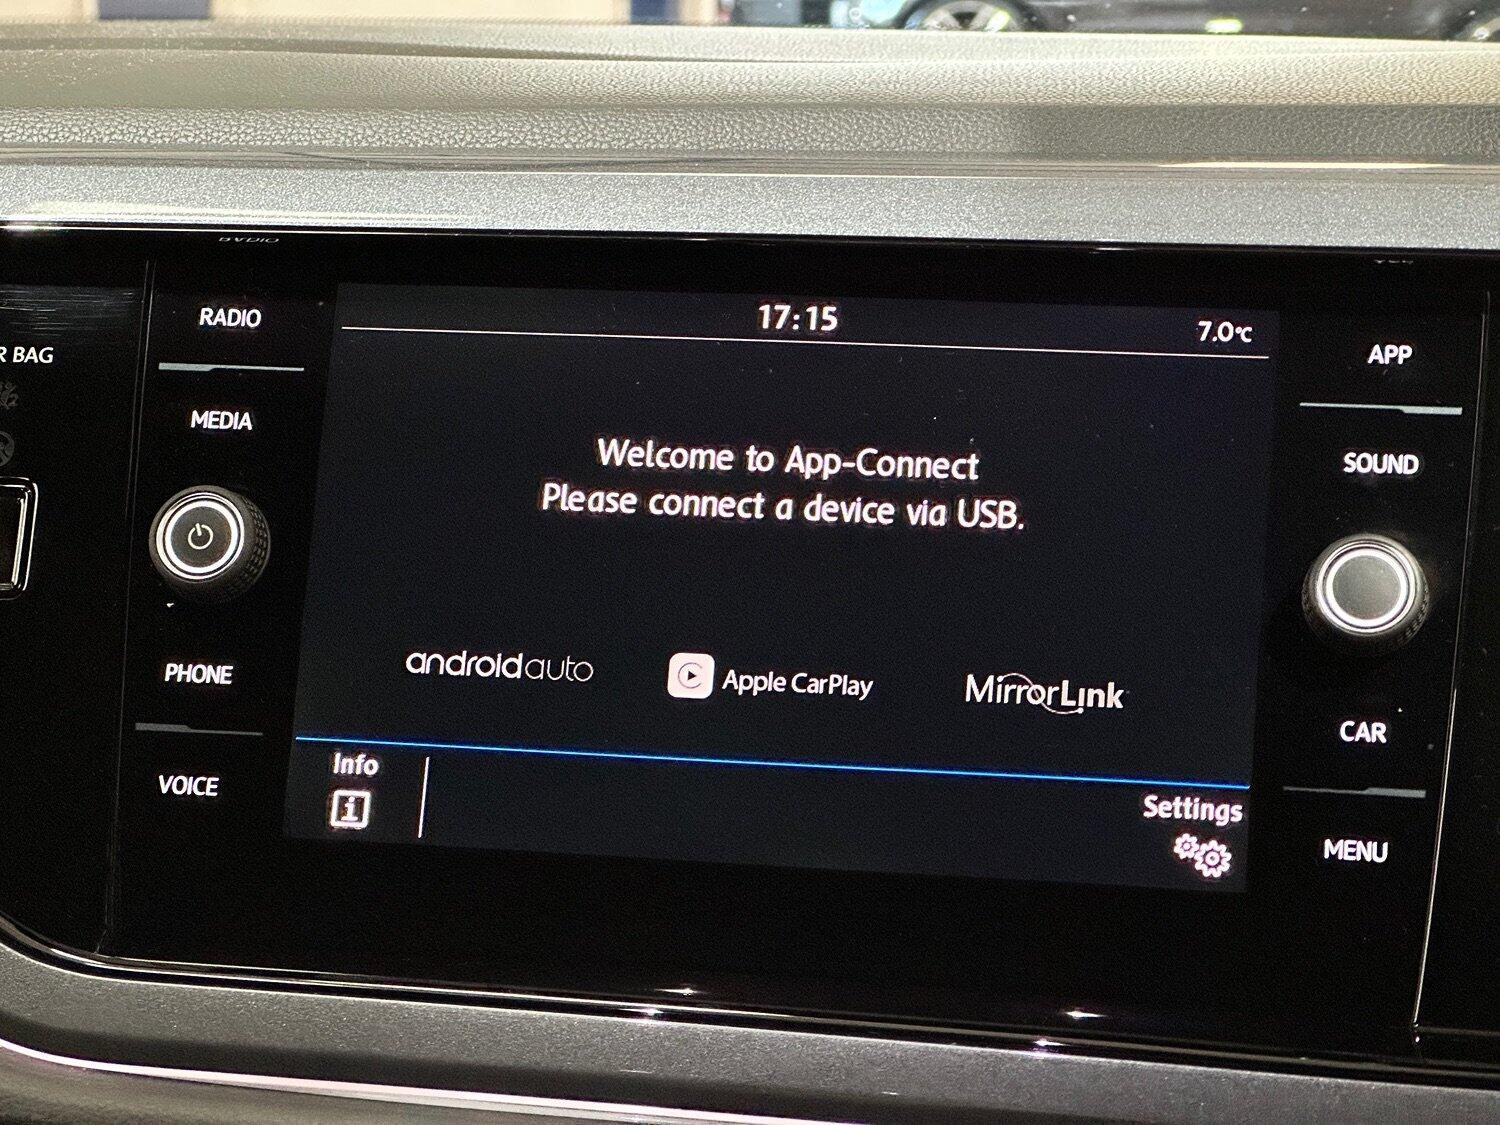 RADIO
MEDIA
PHONE
VOICE
R BAG
17:15
7.0°C
Welcome to App-Connect
Please connect a device via USB.
androidauto
Apple CarPlay
MirrorLink
Info
i
Settings
APP
SOUND
CAR
MENU